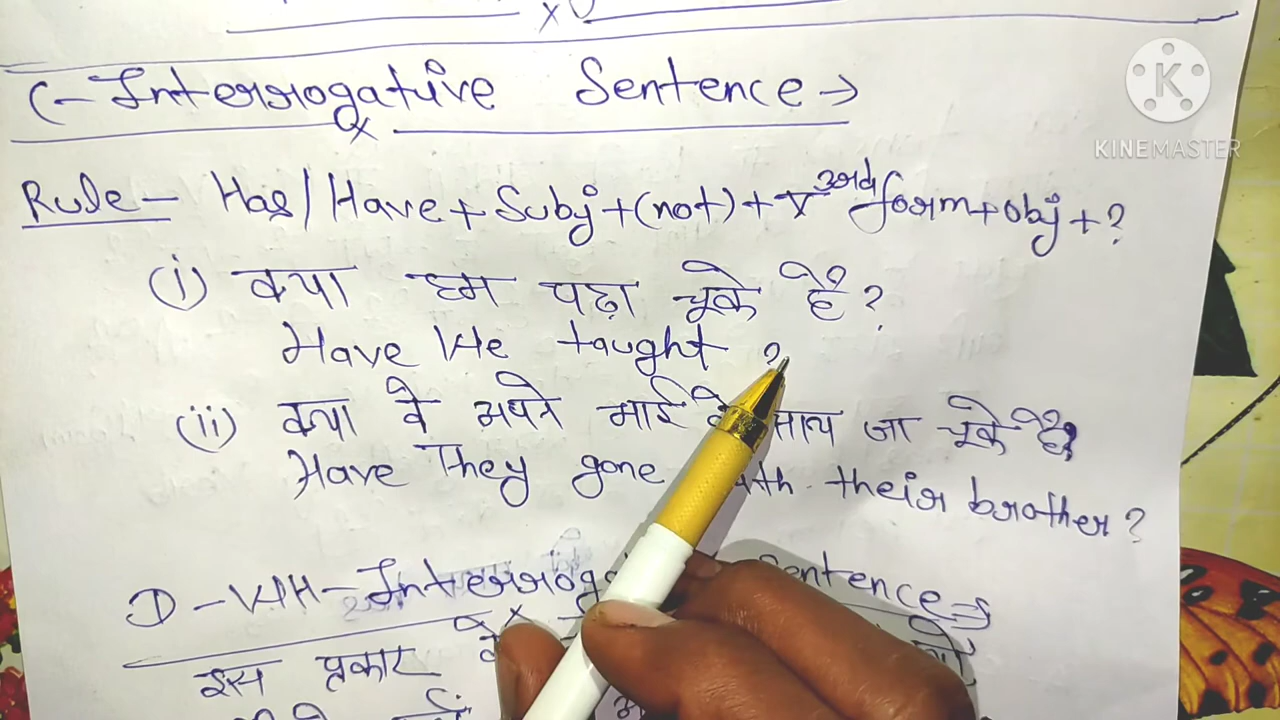 C- Interrogative Sentence →
KINEMASTER
Rule - Has/Have + Subj + (not) + V 3rd form + obj + ?
(i) क्या हम पढ़ा चूके हैं ?
Have We taught ?
(ii) क्या वे अपने भाई के साथ जा चूके हैं?
Have They gone with their brother ?
D - WH - Interrogative Sentence ⇒
इस प्रकार के